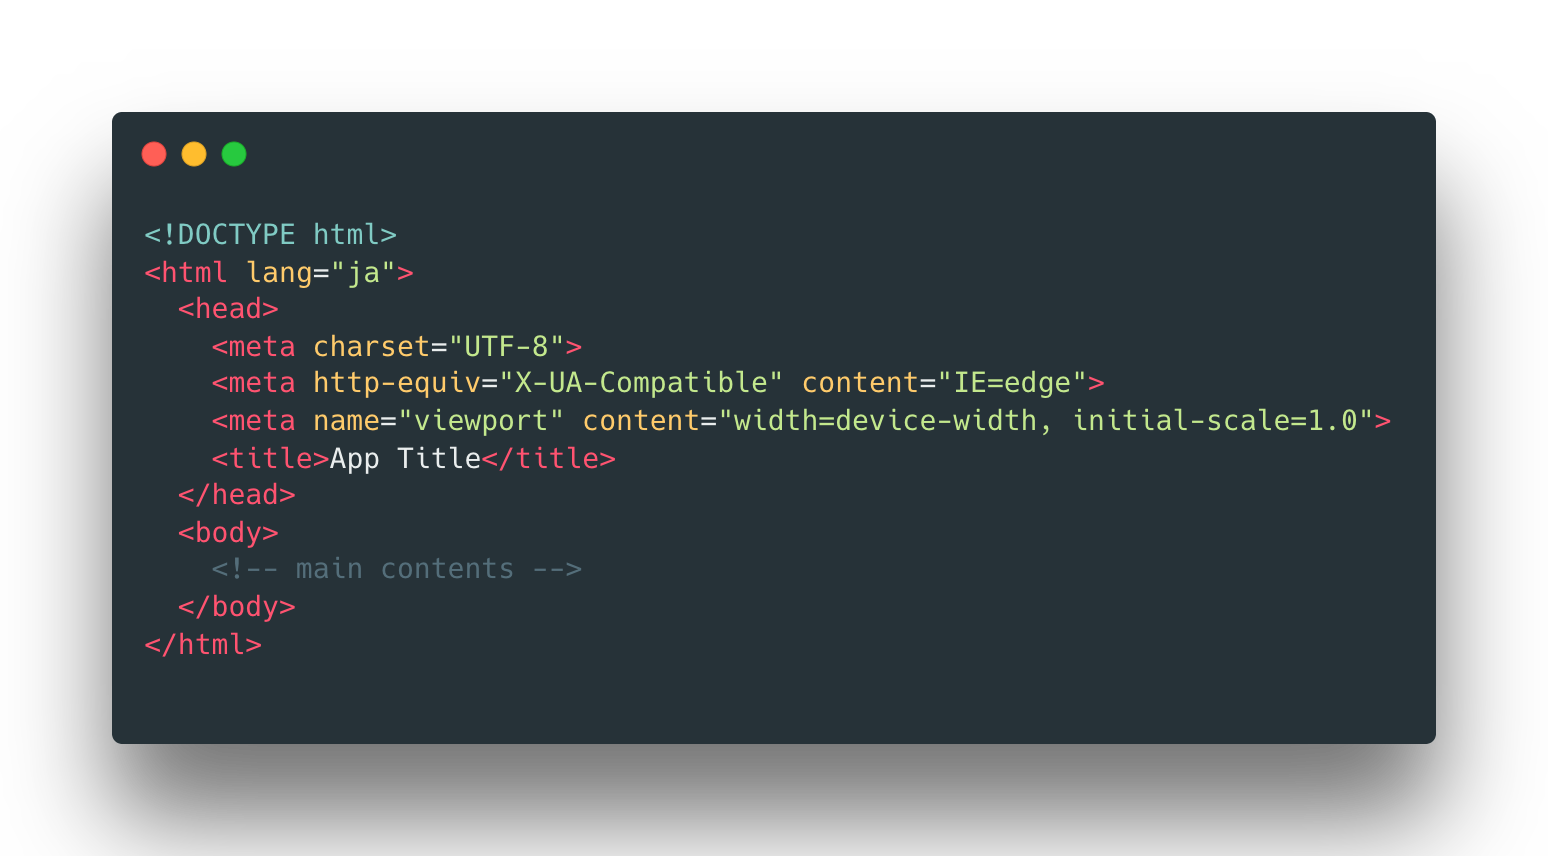 <!DOCTYPE html>
<html lang="ja">
  <head>
    <meta charset="UTF-8">
    <meta http-equiv="X-UA-Compatible" content="IE=edge">
    <meta name="viewport" content="width=device-width, initial-scale=1.0">
    <title>App Title</title>
  </head>
  <body>
    <!-- main contents -->
  </body>
</html>